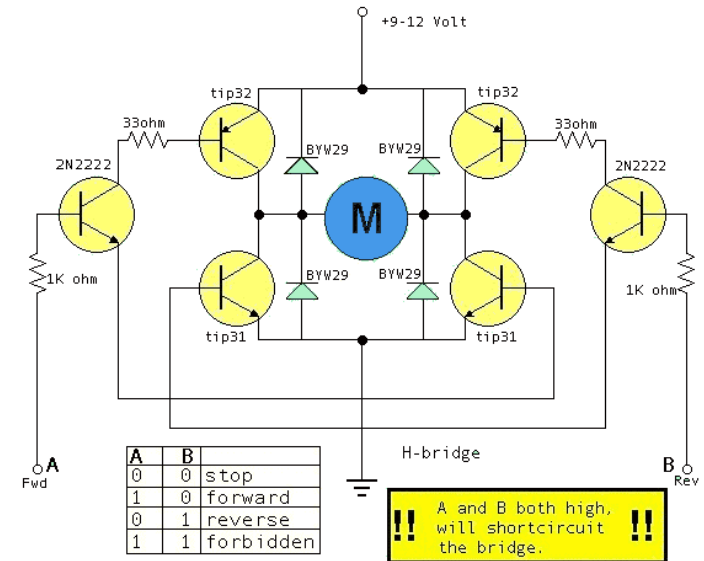 +9-12 Volt
tip32
tip32
33ohm
33ohm
BYW29
BYW29
2N2222
2N2222
M
BYW29
BYW29
1K ohm
1K ohm
tip31
tip31
H-bridge
A
Fwd
B
Rev
A B
0 0 stop
1 0 forward
0 1 reverse
1 1 forbidden
!! A and B both high, !!
will shortcircuit
the bridge.